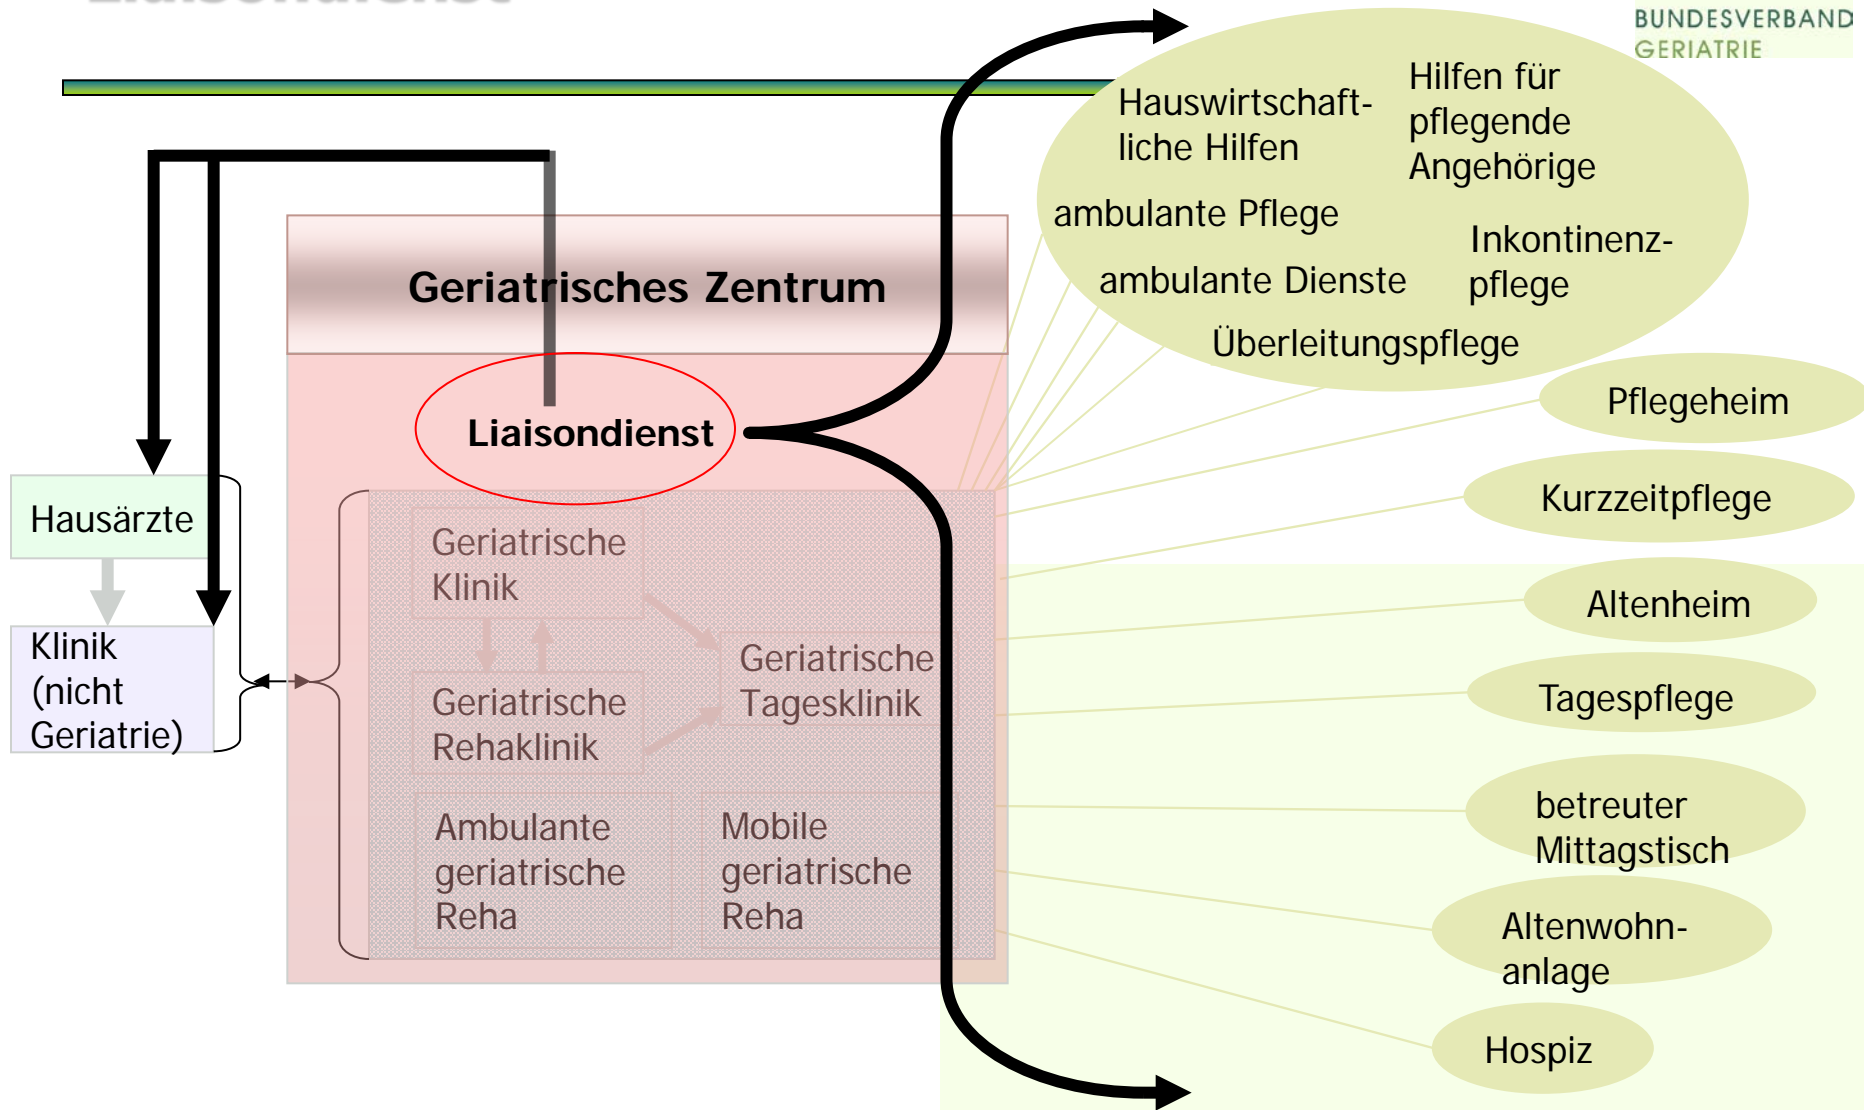 BUNDESVERBAND
GERIATRIE
Hauswirtschaft-
liche Hilfen
Hilfen für
pflegende
Angehörige
ambulante Pflege
Inkontinenz-
pflege
ambulante Dienste
Überleitungspflege
Geriatrisches Zentrum
Liaisondienst
Hausärzte
Klinik
(nicht
Geriatrie)
Geriatrische
Klinik
Geriatrische
Rehaklinik
Geriatrische
Tagesklinik
Ambulante
geriatrische
Reha
Mobile
geriatrische
Reha
Pflegeheim
Kurzzeitpflege
Altenheim
Tagespflege
betreuter
Mittagstisch
Altenwohn-
anlage
Hospiz